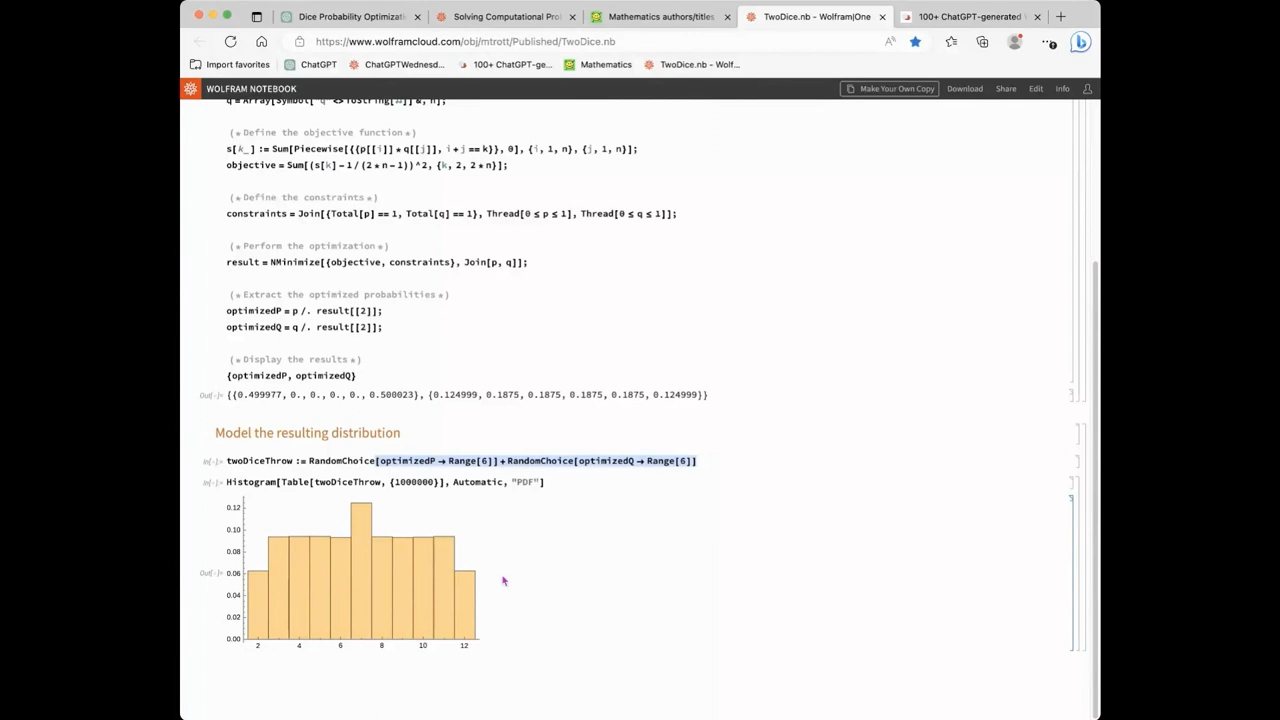 Dice Probability Optimizati
Solving Computational Pro
Mathematics authors/titles
TwoDice.nb - Wolfram|One
100+ ChatGPT-generated
https://www.wolframcloud.com/obj/mtrott/Published/TwoDice.nb
Import favorites
ChatGPT
ChatGPTWednesd...
100+ ChatGPT-ge...
Mathematics
TwoDice.nb - Wolf...
WOLFRAM NOTEBOOK
Make Your Own Copy
Download
Share
Edit
Info
(*Define the objective function*)
s[k_] := Sum[Piecewise[{{p[[i]]*q[[j]], i+j == k}}, 0], {i, 1, n}, {j, 1, n}];
objective = Sum[(s[k]-1/(2*n-1))^2, {k, 2, 2*n}];
(*Define the constraints*)
constraints = Join[{Total[p] == 1, Total[q] == 1}, Thread[0 ≤ p ≤ 1], Thread[0 ≤ q ≤ 1]];
(*Perform the optimization*)
result = NMinimize[{objective, constraints}, Join[p, q]];
(*Extract the optimized probabilities*)
optimizedP = p /. result[[2]];
optimizedQ = q /. result[[2]];
(*Display the results*)
{optimizedP, optimizedQ}
Out[•]= {{0.499977, 0., 0., 0., 0., 0.500023}, {0.124999, 0.1875, 0.1875, 0.1875, 0.1875, 0.124999}}
Model the resulting distribution
In[•]:= twoDiceThrow := RandomChoice[optimizedP → Range[6]] + RandomChoice[optimizedQ → Range[6]]
In[•]:= Histogram[Table[twoDiceThrow, {1000000}], Automatic, "PDF"]
0.12
0.10
0.08
Out[•]= 0.06
0.04
0.02
0.00
2 4 6 8 10 12